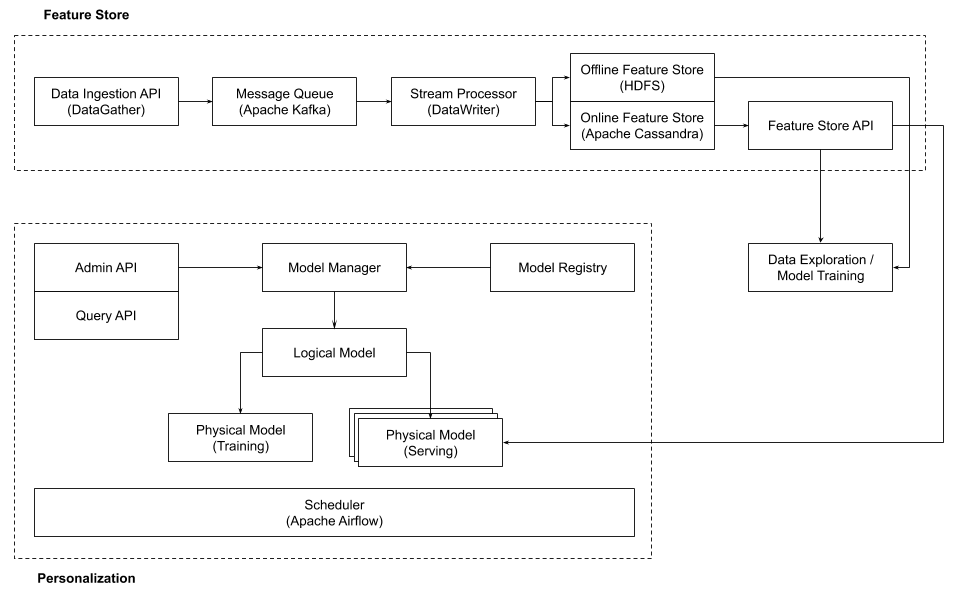 Feature Store
Data Ingestion API
(DataGather)
Message Queue
(Apache Kafka)
Stream Processor
(DataWriter)
Offline Feature Store
(HDFS)
Online Feature Store
(Apache Cassandra)
Feature Store API
Data Exploration /
Model Training
Admin API
Query API
Model Manager
Model Registry
Logical Model
Physical Model
(Training)
Physical Model
(Serving)
Scheduler
(Apache Airflow)
Personalization